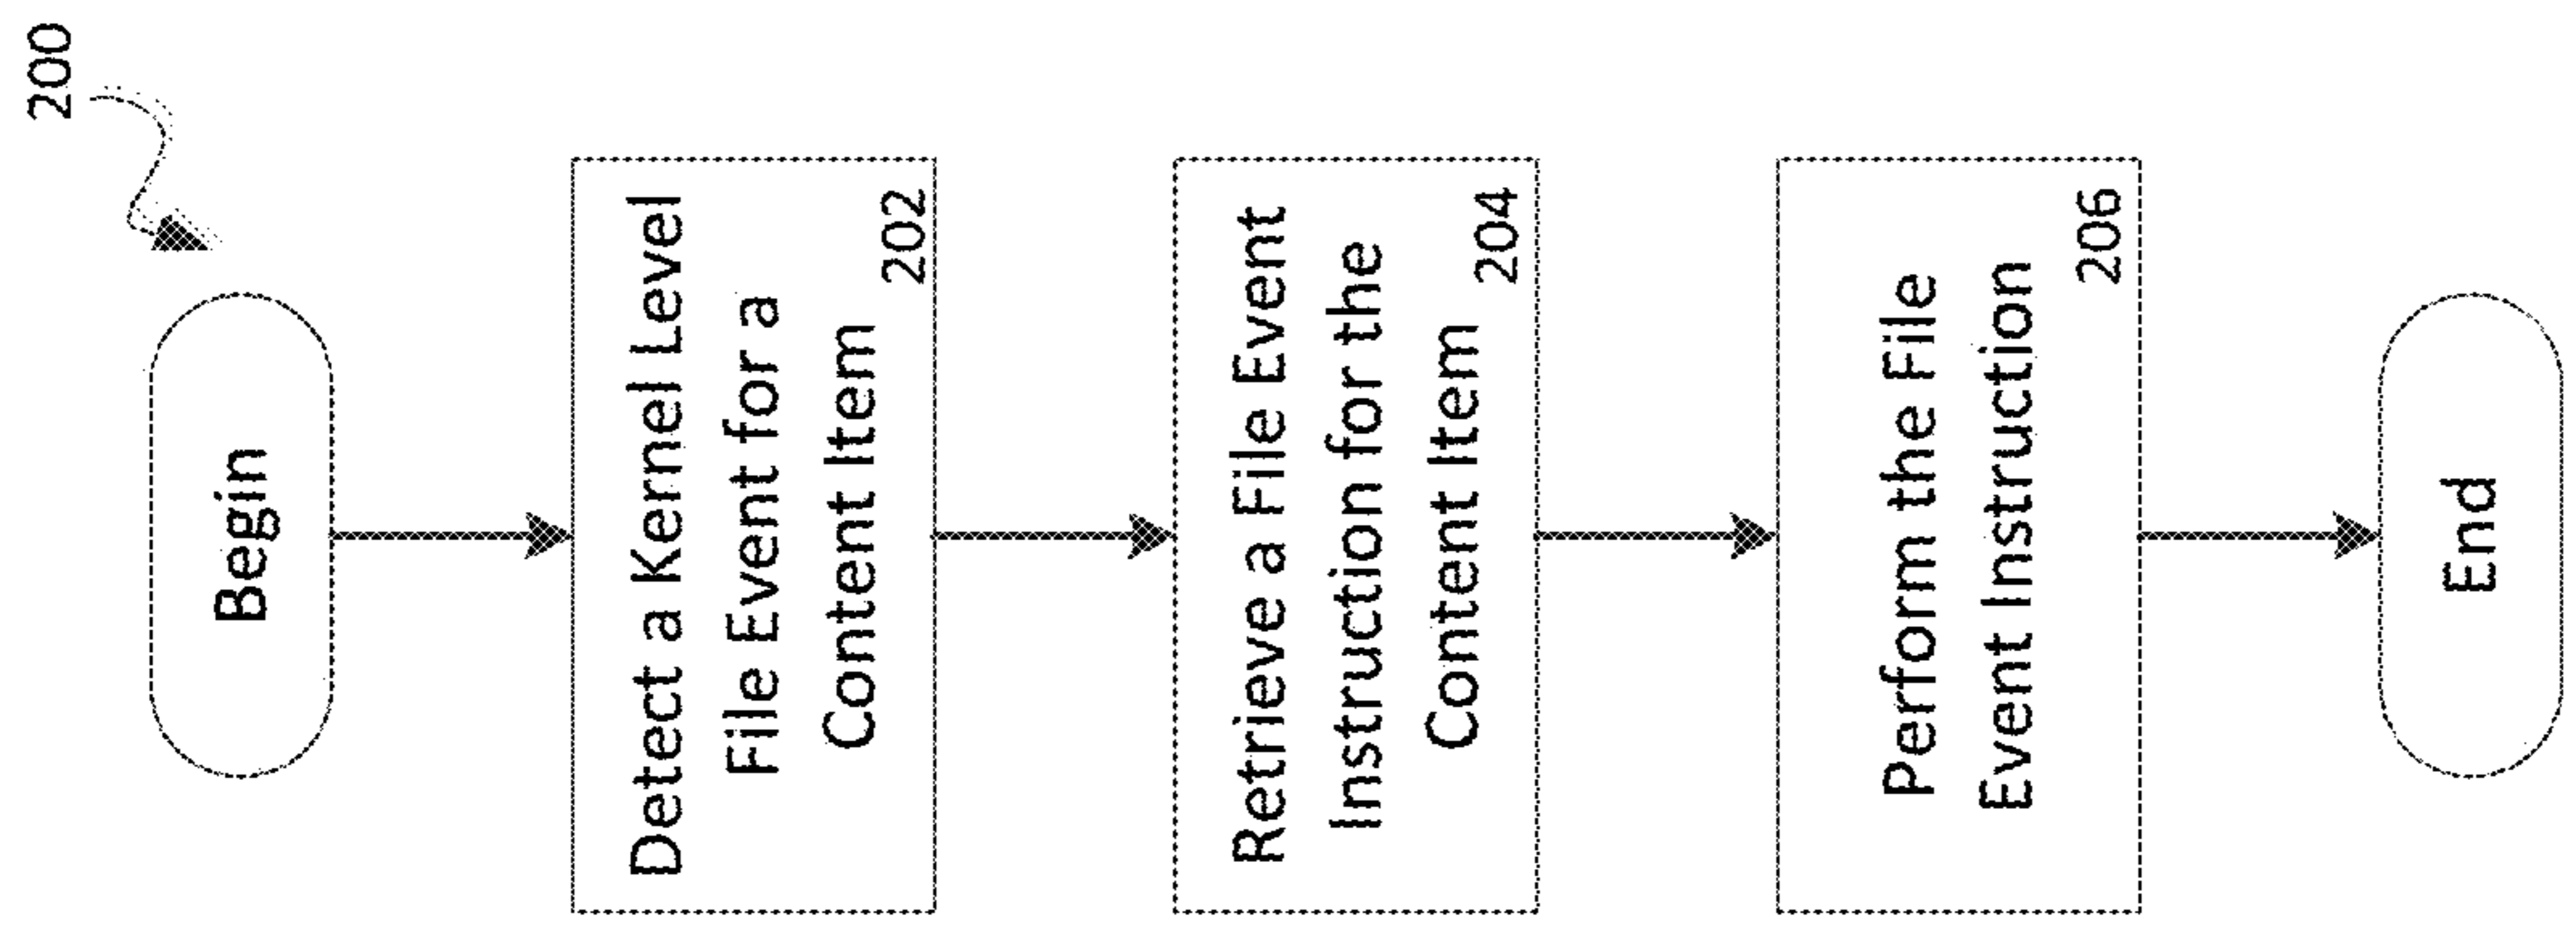 200
Begin
Detect a Kernel Level
File Event for a
Content Item
202
Retrieve a File Event
Instruction for the
Content Item
204
Perform the File
Event Instruction
206
End